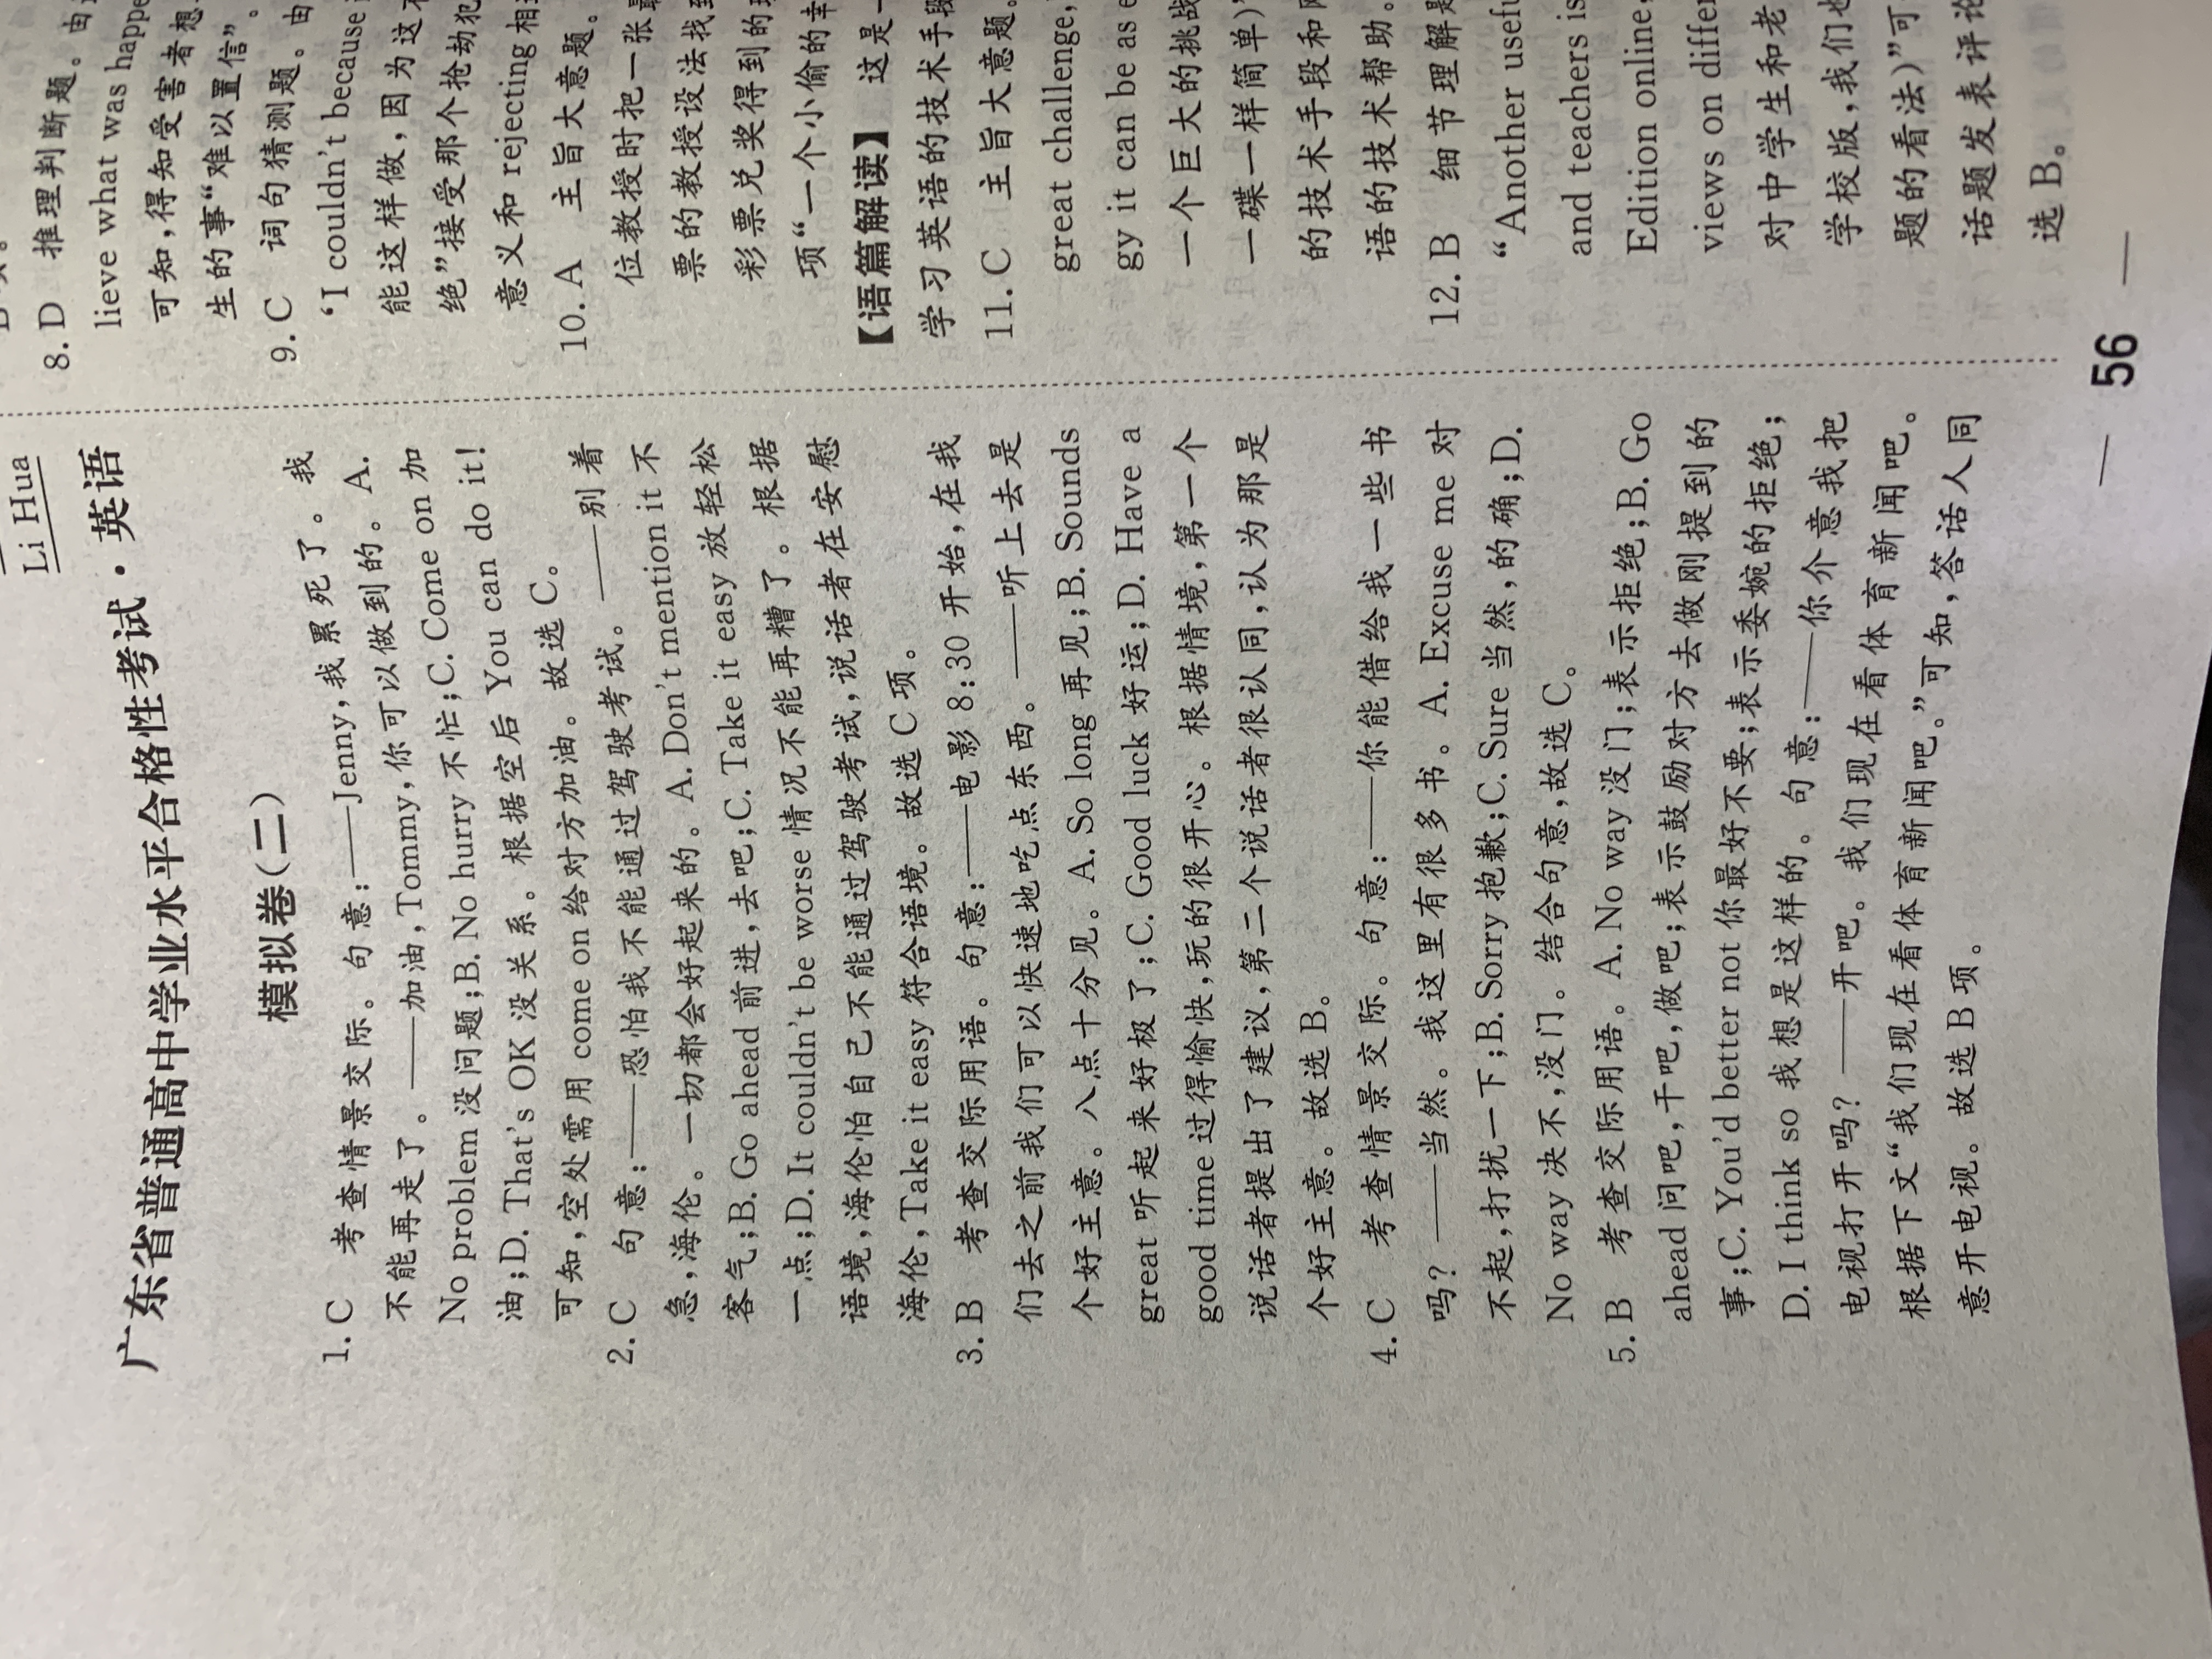 Li Hua
广东省普通高中学业水平合格性考试·英语
模拟卷(二)
1. C 考查情景交际。句意:——Jenny,我累死了。我
不能再走了。——加油,Tommy,你可以做到的。A.
No problem 没问题;B. No hurry 不忙;C. Come on 加
油;D. That's OK 没关系。根据空后 You can do it!
可知,空处需用 come on 给对方加油。故选 C。
2. C 句意:——恐怕我不能通过驾驶考试。——别着
急,海伦。一切都会好起来的。A. Don't mention it 不
客气;B. Go ahead 前进,去吧;C. Take it easy 放轻松
一点;D. It couldn't be worse 情况不能再糟了。根据
语境,海伦怕自己不能通过驾驶考试,说话者在安慰
海伦,Take it easy 符合语境。故选 C 项。
3. B 考查交际用语。句意:——电影 8:30 开始,在我
们去之前我们可以快速地吃点东西。——听上去是
个好主意。八点十分见。A. So long 再见;B. Sounds
great 听起来好极了;C. Good luck 好运;D. Have a
good time 过得愉快,玩的很开心。根据情境,第一个
说话者提出了建议,第二个说话者很认同,认为那是
个好主意。故选 B。
4. C 考查情景交际。句意:——你能借给我一些书
吗? ——当然。我这里有很多书。A. Excuse me 对
不起,打扰一下;B. Sorry 抱歉;C. Sure 当然,的确;D.
No way 决不,没门。结合句意,故选 C。
5. B 考查交际用语。A. No way 没门;表示拒绝;B. Go
ahead 问吧,干吧,做吧;表示鼓励对方去做刚提到的
事;C. You'd better not 你最好不要;表示委婉的拒绝;
D. I think so 我想是这样的。句意:——你介意我把
电视打开吗? ——开吧。我们现在看体育新闻吧。
根据下文“我们现在看体育新闻吧。”可知,答话人同
意开电视。故选 B 项。
8. D 推理判断题。由
lieve what was happe
可知,得知受害者想
生的事“难以置信”。
9. C 词句猜测题。由
‘I couldn't because
能这样做,因为这
绝”接受那个抢劫犯
意义和 rejecting 相
10. A 主旨大意题。
位教授时把一张
票的教授设法找
彩票兑奖得到的
项“一个小偷的幸
【语篇解读】 这是一
学习英语的技术手段
11. C 主旨大意题。
great challenge,
gy it can be as e
一个巨大的挑战
一碟一样简单)”
的技术手段和
语的技术帮助。
12. B 细节理解
“Another usefu
and teachers is
Edition online,
views on differ
对中学生和老
学校版,我们也
题的看法)”可
话题发表评论
选 B。
— 56 —